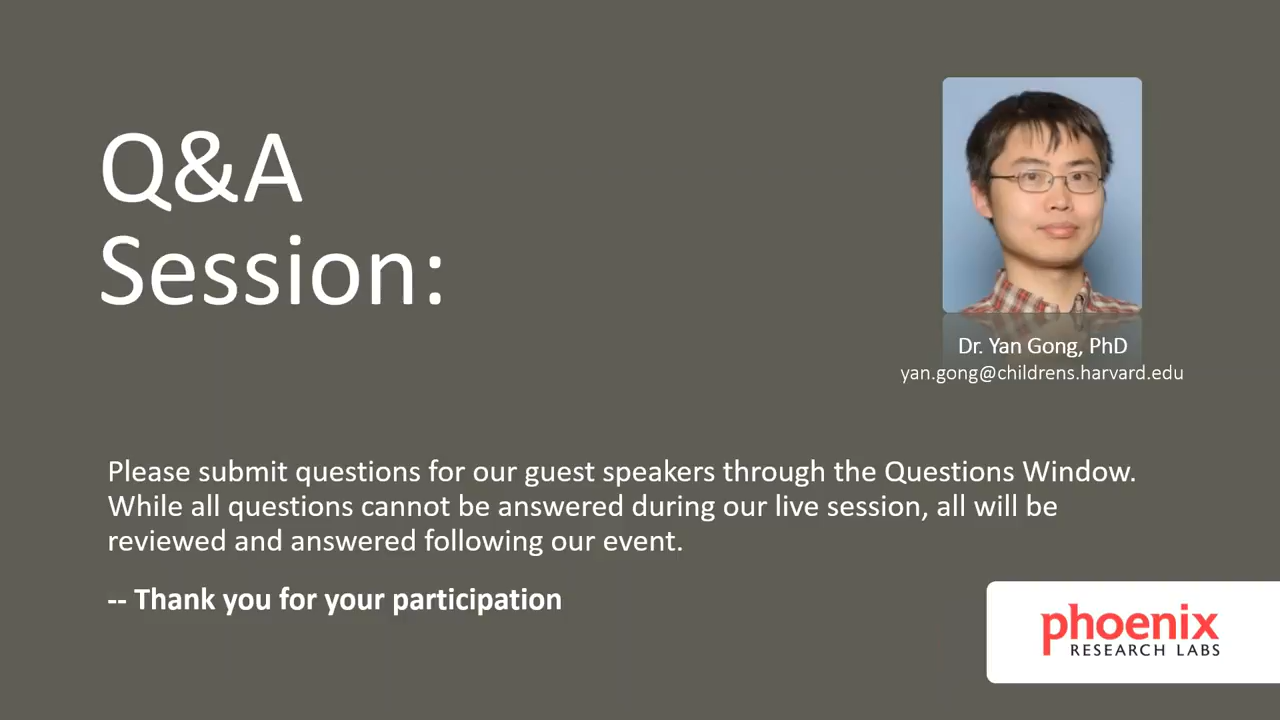 Q&A
Session:
Dr. Yan Gong, PhD
yan.gong@childrens.harvard.edu
Please submit questions for our guest speakers through the Questions Window.
While all questions cannot be answered during our live session, all will be
reviewed and answered following our event.
-- Thank you for your participation
phoenix
RESEARCH LABS